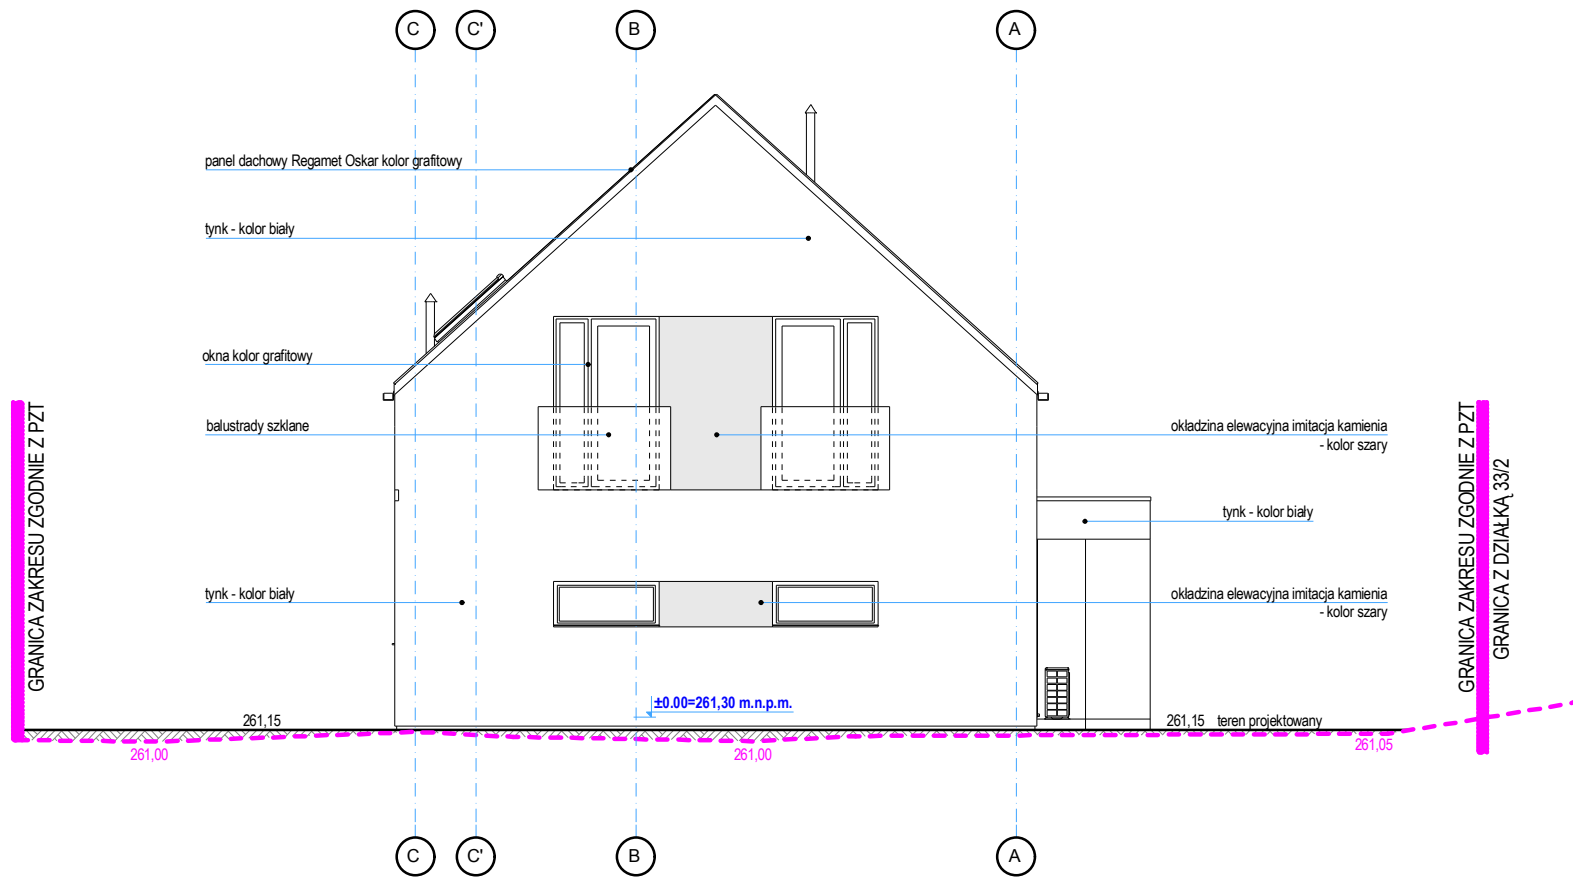 C
C'
B
A
panel dachowy Regamet Oskar kolor grafitowy
tynk - kolor biały
okna kolor grafitowy
balustrady szklane
okładzina elewacyjna imitacja kamienia
- kolor szary
tynk - kolor biały
tynk - kolor biały
okładzina elewacyjna imitacja kamienia
- kolor szary
GRANICA ZAKRESU ZGODNIE Z PZT
GRANICA ZAKRESU ZGODNIE Z PZT
GRANICA Z DZIAŁKĄ 33/2
±0.00=261,30 m.n.p.m.
261,15
261,15 teren projektowany
261,00
261,00
261,05
C
C'
B
A